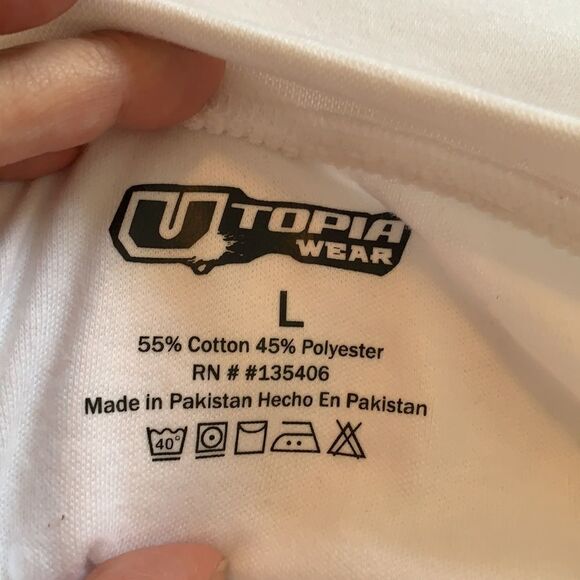 UTOPIA
WEAR
L
55% Cotton 45% Polyester
RN # #135406
Made in Pakistan Hecho En Pakistan
40°